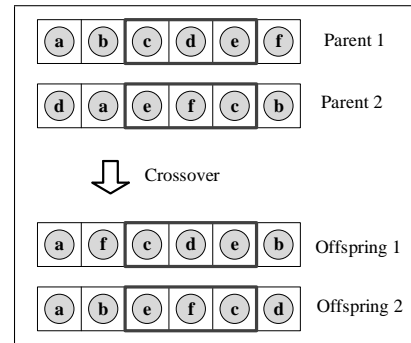 a b c d e f Parent 1
d a e f c b Parent 2
Crossover
a f c d e b Offspring 1
a b e f c d Offspring 2